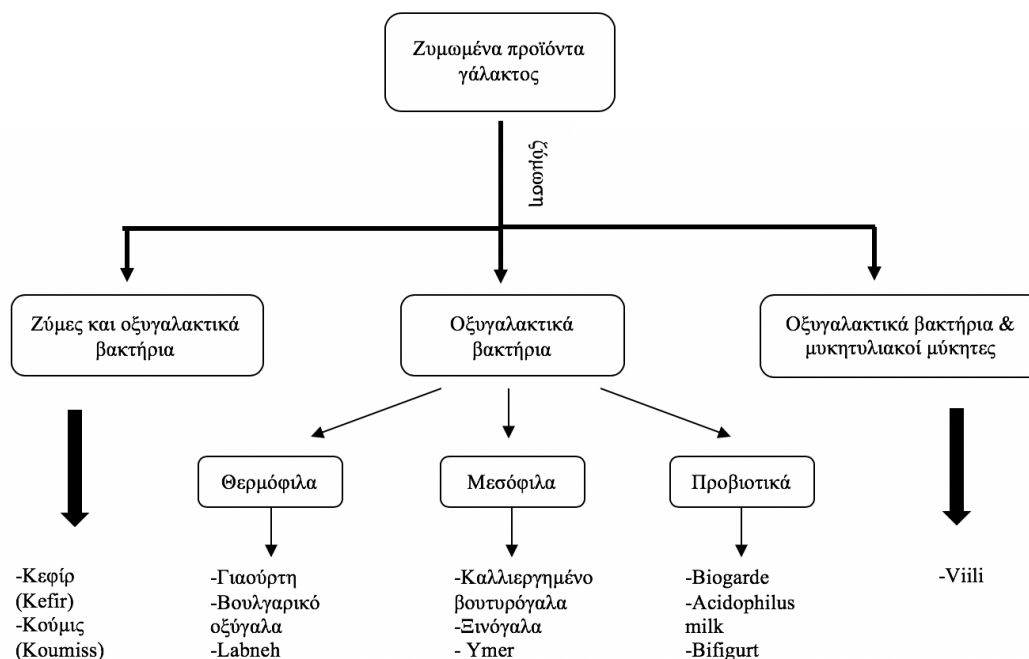 Ζυμωμένα προϊόντα
γάλακτος
ζύμωση
Ζύμες και οξυγαλακτικά
βακτήρια
Οξυγαλακτικά
βακτήρια
Οξυγαλακτικά βακτήρια &
μυκητυλιακοί μύκητες
Θερμόφιλα
Μεσόφιλα
Προβιοτικά
-Κεφίρ
(Kefir)
-Κούμις
(Koumiss)
-Γιαούρτη
-Βουλγαρικό
οξύγαλα
-Labneh
-Καλλιεργημένο
βουτυρόγαλα
-Ξινόγαλα
- Ymer
-Biogarde
-Acidophilus
milk
-Bifigurt
-Viili